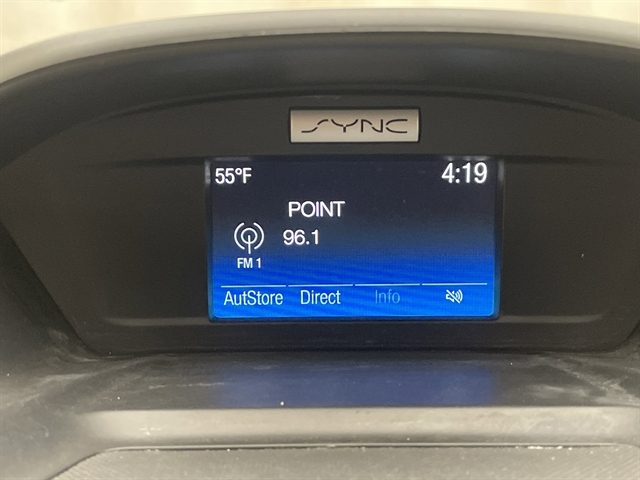 SYNC
55°F 4:19
POINT
96.1
FM 1
AutStore Direct Info